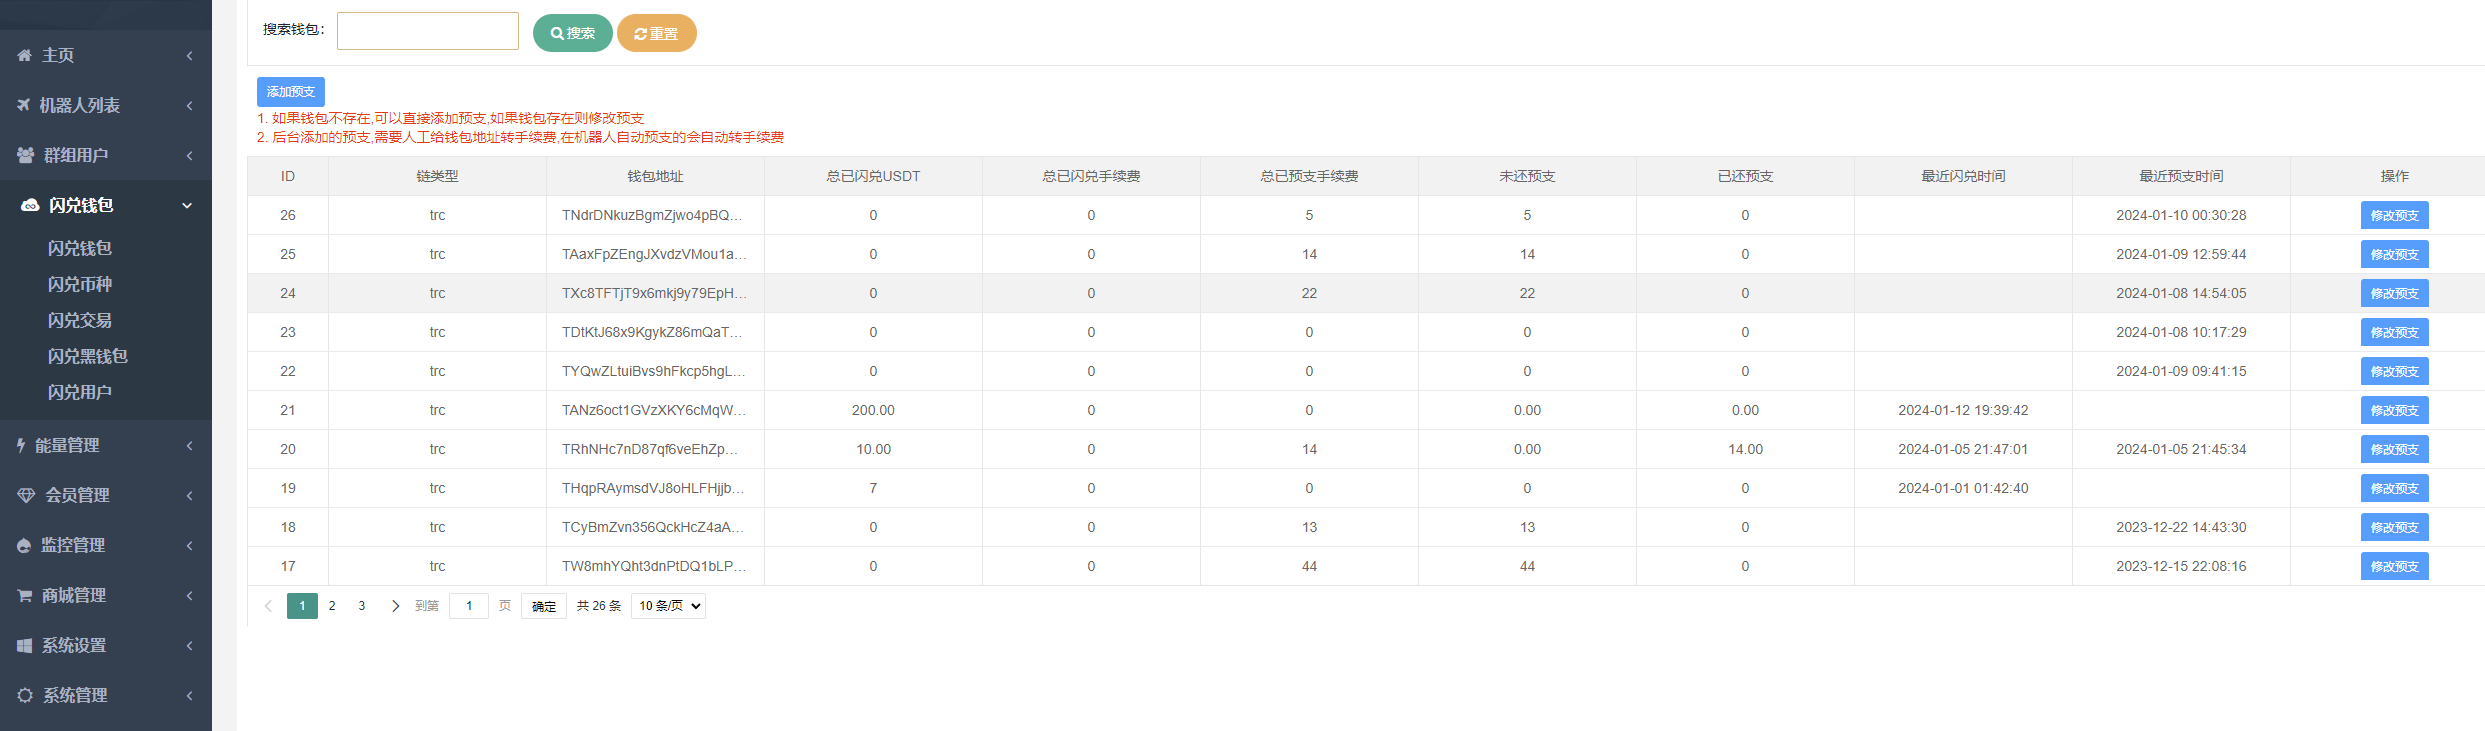 主页
机器人列表
群组用户
闪兑钱包
闪兑钱包
闪兑币种
闪兑交易
闪兑黑钱包
闪兑用户
能量管理
会员管理
监控管理
商城管理
系统设置
系统管理
搜索钱包: 搜索 重置
添加预支
1. 如果钱包不存在,可以直接添加预支,如果钱包存在则修改预支
2. 后台添加的预支,需要人工给钱包地址转手续费,在机器人自动预支的会自动转手续费
ID 链类型 钱包地址 总已闪兑USDT 总已闪兑手续费 总已预支手续费 未还预支 已还预支 最近闪兑时间 最近预支时间 操作
26 trc TNdrDNkuzBgmZjwo4pBQ... 0 0 5 5 0 2024-01-10 00:30:28 修改预支
25 trc TAaxFpZEngJXvdzVMou1a... 0 0 14 14 0 2024-01-09 12:59:44 修改预支
24 trc TXc8TFTjT9x6mkj9y79EpH... 0 0 22 22 0 2024-01-08 14:54:05 修改预支
23 trc TDtKtJ68x9KgykZ86mQaT... 0 0 0 0 0 2024-01-08 10:17:29 修改预支
22 trc TYQwZLtuiBvs9hFkcp5hgL... 0 0 0 0 0 2024-01-09 09:41:15 修改预支
21 trc TANz6oct1GVzXKY6cMqW... 200.00 0 0 0.00 0.00 2024-01-12 19:39:42 修改预支
20 trc TRhNHc7nD87qf6veEhZp... 10.00 0 14 0.00 14.00 2024-01-05 21:47:01 2024-01-05 21:45:34 修改预支
19 trc THqpRAymsdVJ8oHLFHjjb... 7 0 0 0 0 2024-01-01 01:42:40 修改预支
18 trc TCyBmZvn356QckHcZ4aA... 0 0 13 13 0 2023-12-22 14:43:30 修改预支
17 trc TW8mhYQht3dnPtDQ1bLP... 0 0 44 44 0 2023-12-15 22:08:16 修改预支
1 2 3 到第 1 页 确定 共 26 条 10 条/页